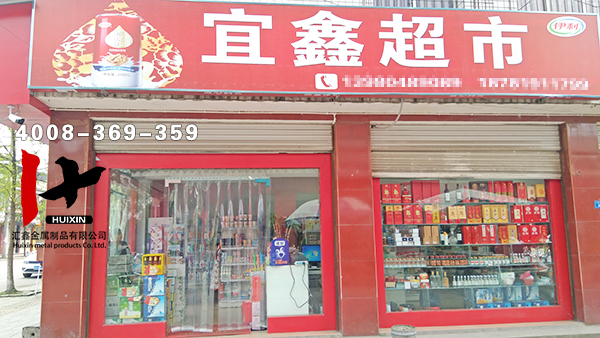 宜鑫超市
伊利
4008-369-359
HUIXIN
汇鑫金属制品有限公司
Huixin metal products Co.,Ltd.